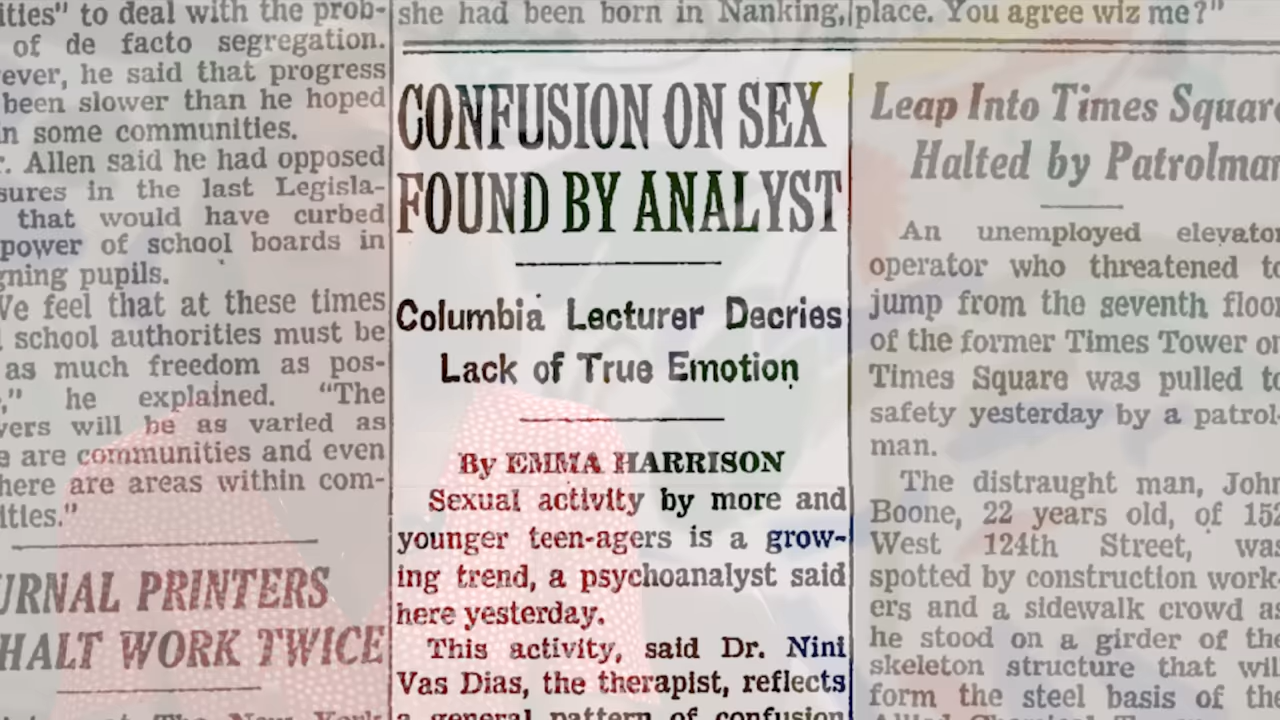 ities" to deal with the prob-
of de facto segregation.
ever, he said that progress
been slower than he hoped
in some communities.
r. Allen said he had opposed
sures in the last Legisla-
that would have curbed
power of school boards in
gning pupils.
We feel that at these times
school authorities must be
as much freedom as pos-
," he explained. "The
vers will be as varied as
e are communities and even
here are areas within com-
ities."
URNAL PRINTERS
HALT WORK TWICE
she had been born in Nanking,
CONFUSION ON SEX
FOUND BY ANALYST
Columbia Lecturer Decries
Lack of True Emotion
By EMMA HARRISON
Sexual activity by more and
younger teen-agers is a grow-
ing trend, a psychoanalyst said
here yesterday.
This activity, said Dr. Nini
Vas Dias, the therapist, reflects
a general pattern of confusion
place. You agree wiz me?"
Leap Into Times Square
Halted by Patrolman
An unemployed elevator
operator who threatened to
jump from the seventh floor
of the former Times Tower on
Times Square was pulled to
safety yesterday by a patrol-
man.
The distraught man, John
Boone, 22 years old, of 152
West 124th Street, was
spotted by construction work-
ers and a sidewalk crowd as
he stood on a girder of the
skeleton structure that will
form the steel basis of the